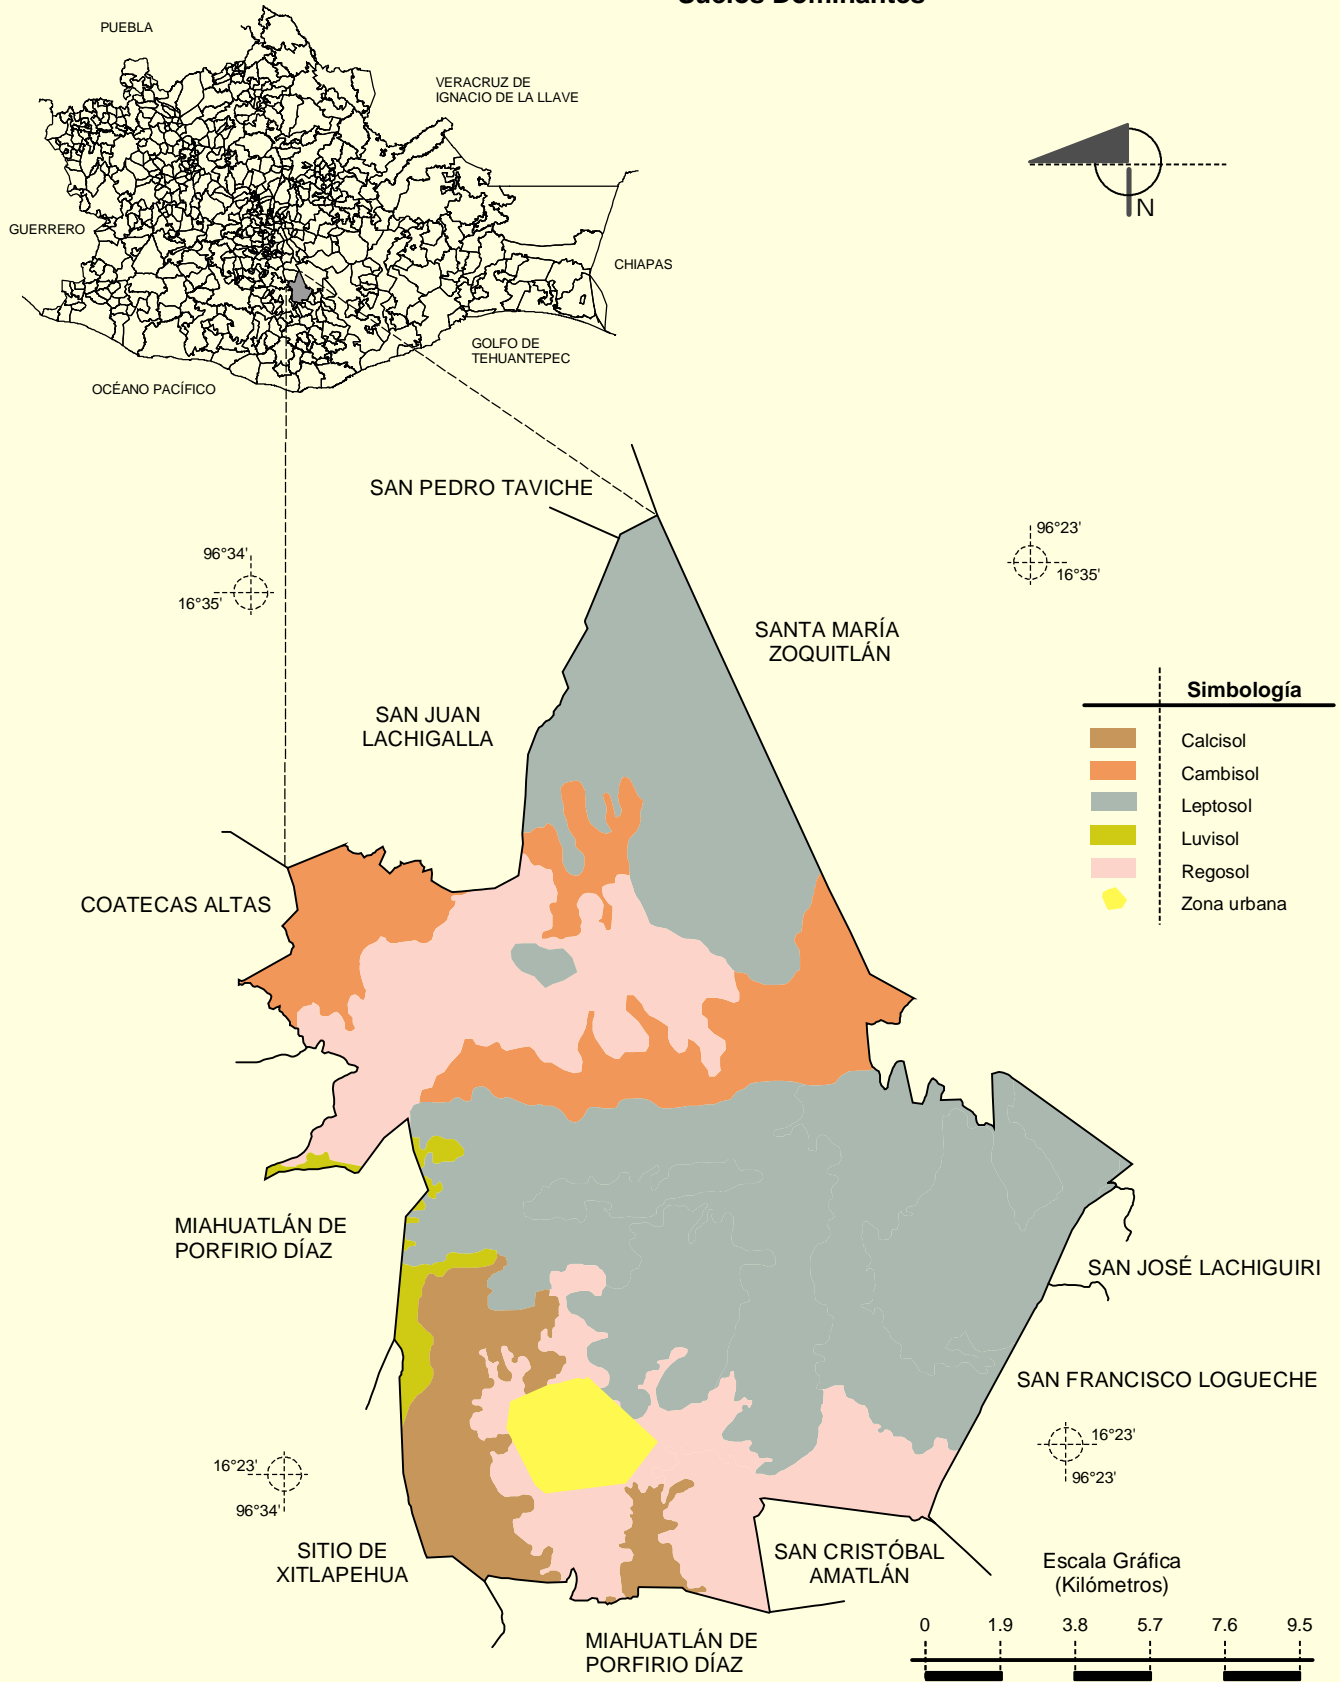 Suelos Dominantes
PUEBLA
VERACRUZ DE
IGNACIO DE LA LLAVE
GUERRERO
CHIAPAS
GOLFO DE
TEHUANTEPEC
OCÉANO PACÍFICO
N
SAN PEDRO TAVICHE
96°34'
16°35'
96°23'
16°35'
SANTA MARÍA
ZOQUITLÁN
SAN JUAN
LACHIGALLA
COATECAS ALTAS
Simbología
Calcisol
Cambisol
Leptosol
Luvisol
Regosol
Zona urbana
MIAHUATLÁN DE
PORFIRIO DÍAZ
SAN JOSÉ LACHIGUIRI
SAN FRANCISCO LOGUECHE
16°23'
96°34'
16°23'
96°23'
SITIO DE
XITLAPEHUA
SAN CRISTÓBAL
AMATLÁN
MIAHUATLÁN DE
PORFIRIO DÍAZ
Escala Gráfica
(Kilómetros)
0 1.9 3.8 5.7 7.6 9.5